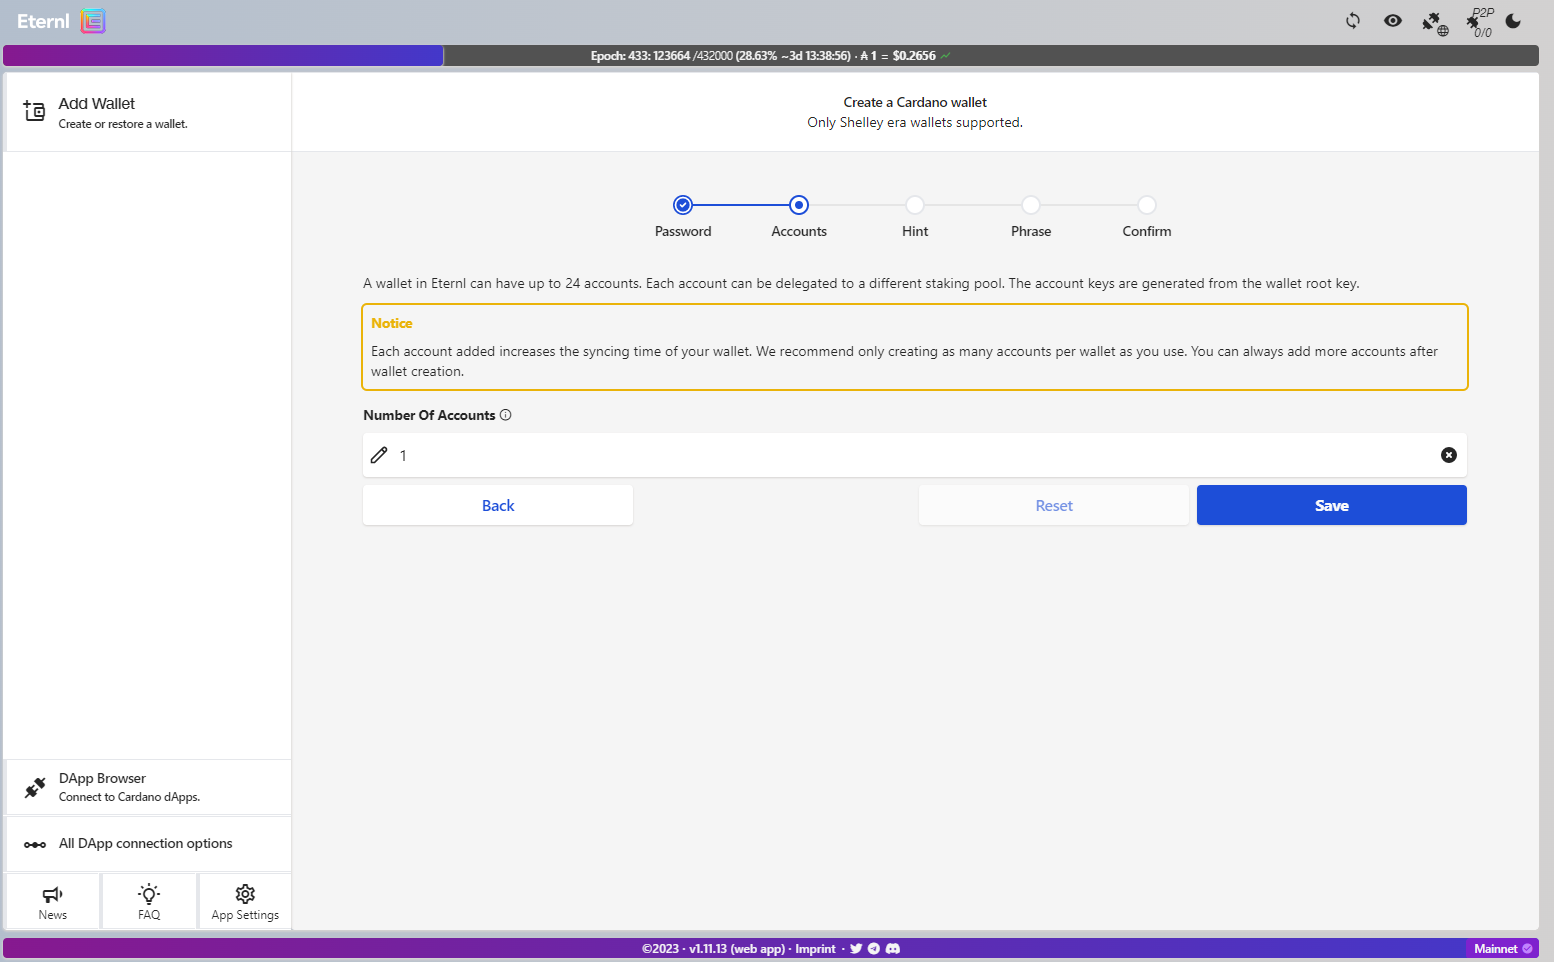 Eternl
P2P
0/0
Epoch: 433: 123664 /432000 (28.63% ~3d 13:38:56) · ₳ 1 = $0.2656
Add Wallet
Create or restore a wallet.
Create a Cardano wallet
Only Shelley era wallets supported.
Password
Accounts
Hint
Phrase
Confirm
A wallet in Eternl can have up to 24 accounts. Each account can be delegated to a different staking pool. The account keys are generated from the wallet root key.
Notice
Each account added increases the syncing time of your wallet. We recommend only creating as many accounts per wallet as you use. You can always add more accounts after
wallet creation.
Number Of Accounts
1
Back
Reset
Save
DApp Browser
Connect to Cardano dApps.
All DApp connection options
News
FAQ
App Settings
©2023 · v1.11.13 (web app) · Imprint ·
Mainnet